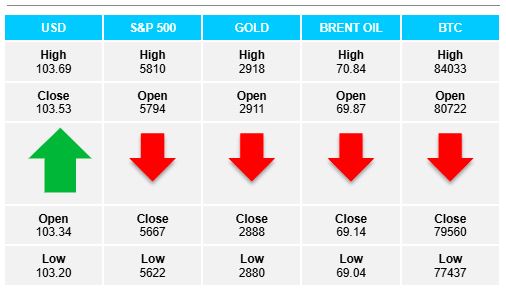 USD S&P 500 GOLD BRENT OIL BTC
High High High High High
103.69 5810 2918 70.84 84033
Close Open Open Open Open
103.53 5794 2911 69.87 80722
Open Close Close Close Close
103.34 5667 2888 69.14 79560
Low Low Low Low Low
103.20 5622 2880 69.04 77437